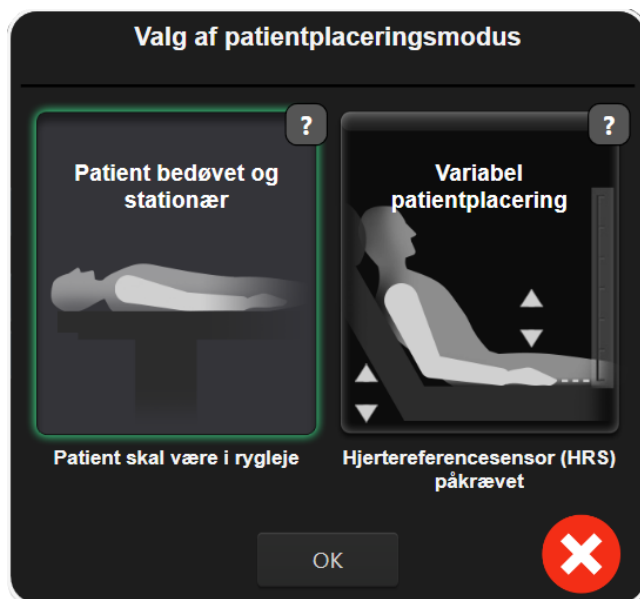 Valg af patientplaceringsmodus
?
?
Patient bedøvet og
stationær
Variabel
patientplacering
Patient skal være i rygleje
Hjertereferencesensor (HRS)
påkrævet
OK